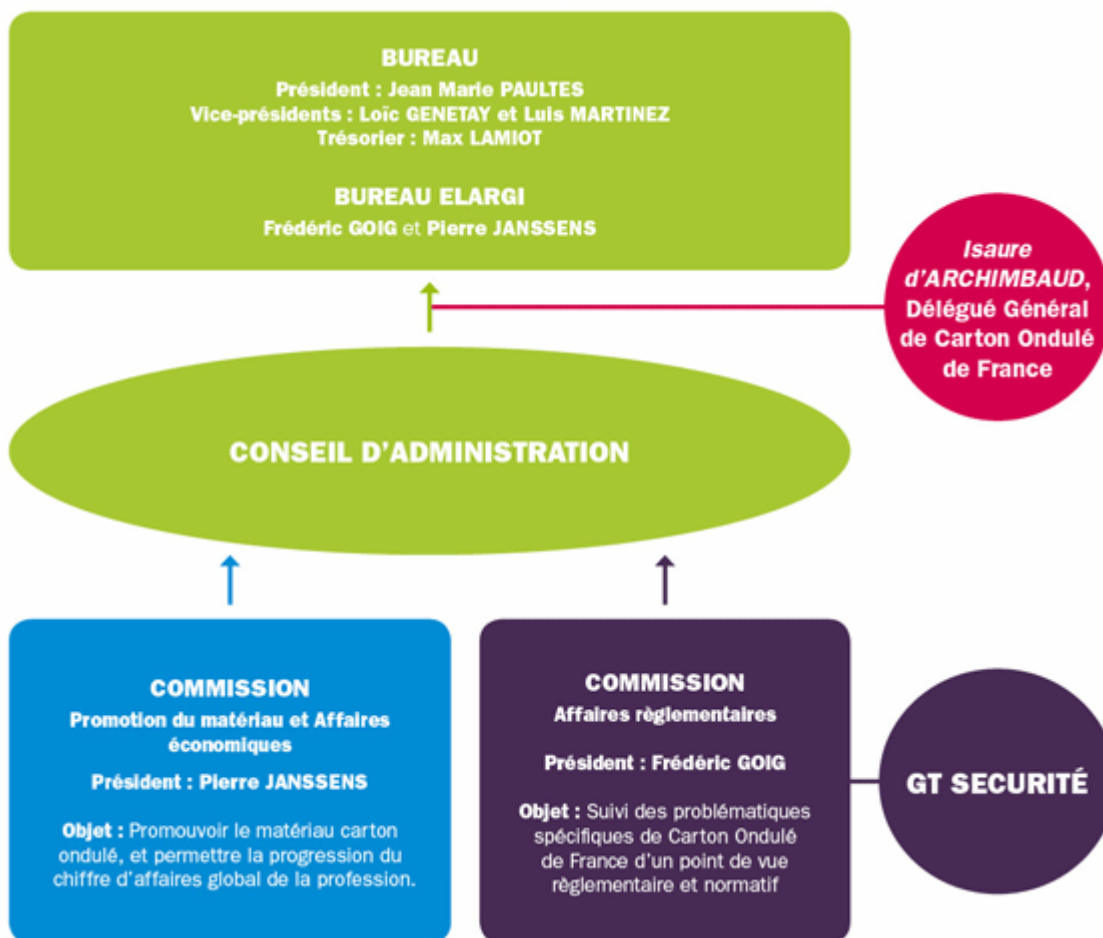 BUREAU
Président : Jean Marie PAULTES
Vice-présidents : Loïc GENETAY et Luis MARTINEZ
Trésorier : Max LAMIOT
BUREAU ELARGI
Frédéric GOIG et Pierre JANSSENS
Isaure
d'ARCHIMBAUD,
Délégué Général
de Carton Ondulé
de France
CONSEIL D'ADMINISTRATION
COMMISSION
Promotion du matériau et Affaires
économiques
Président : Pierre JANSSENS
Objet : Promouvoir le matériau carton
ondulé, et permettre la progression du
chiffre d'affaires global de la profession.
COMMISSION
Affaires règlementaires
Président : Frédéric GOIG
Objet : Suivi des problématiques
spécifiques de Carton Ondulé
de France d'un point de vue
règlementaire et normatif
GT SECURITÉ